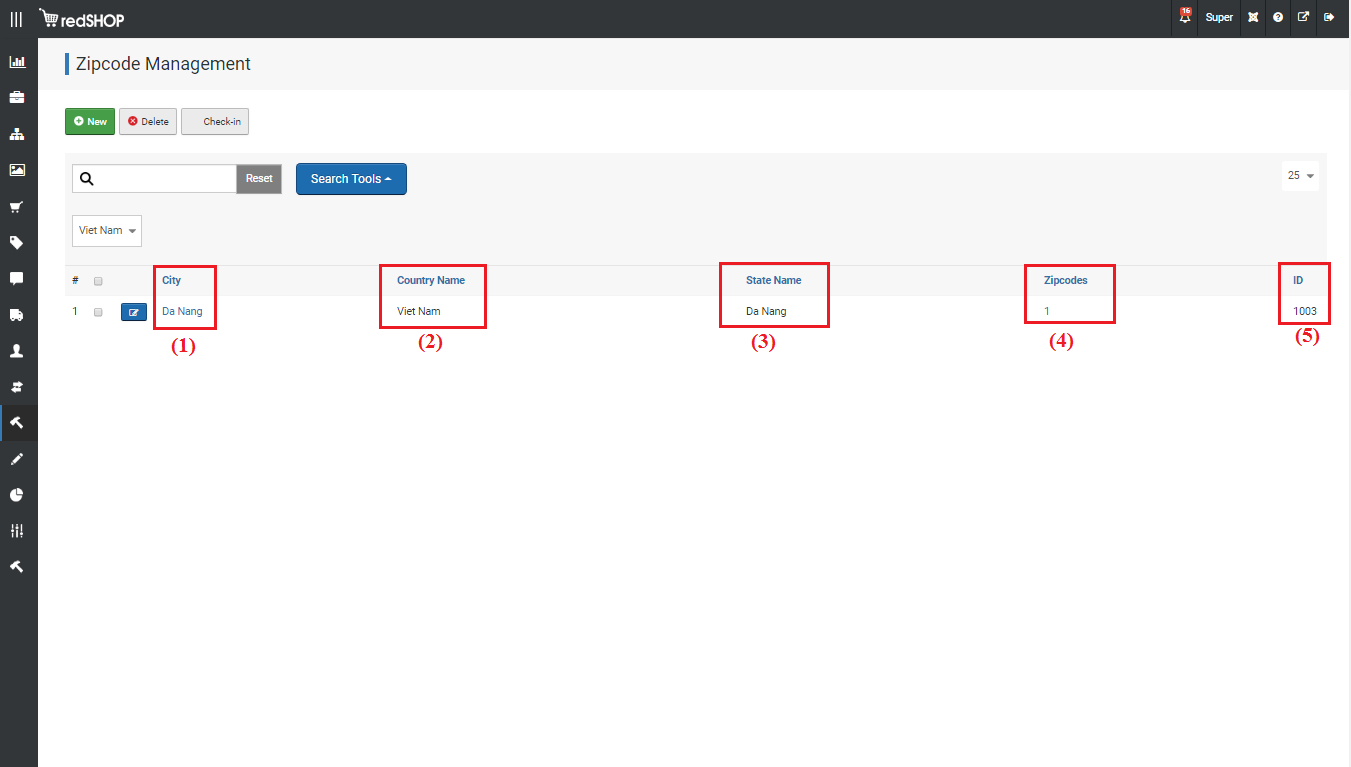 redSHOP
16
Super
Zipcode Management
New
Delete
Check-in
Reset
Search Tools
25
Viet Nam
# City Country Name State Name Zipcodes ID
1 Da Nang Viet Nam Da Nang 1 1003
(1) (2) (3) (4) (5)